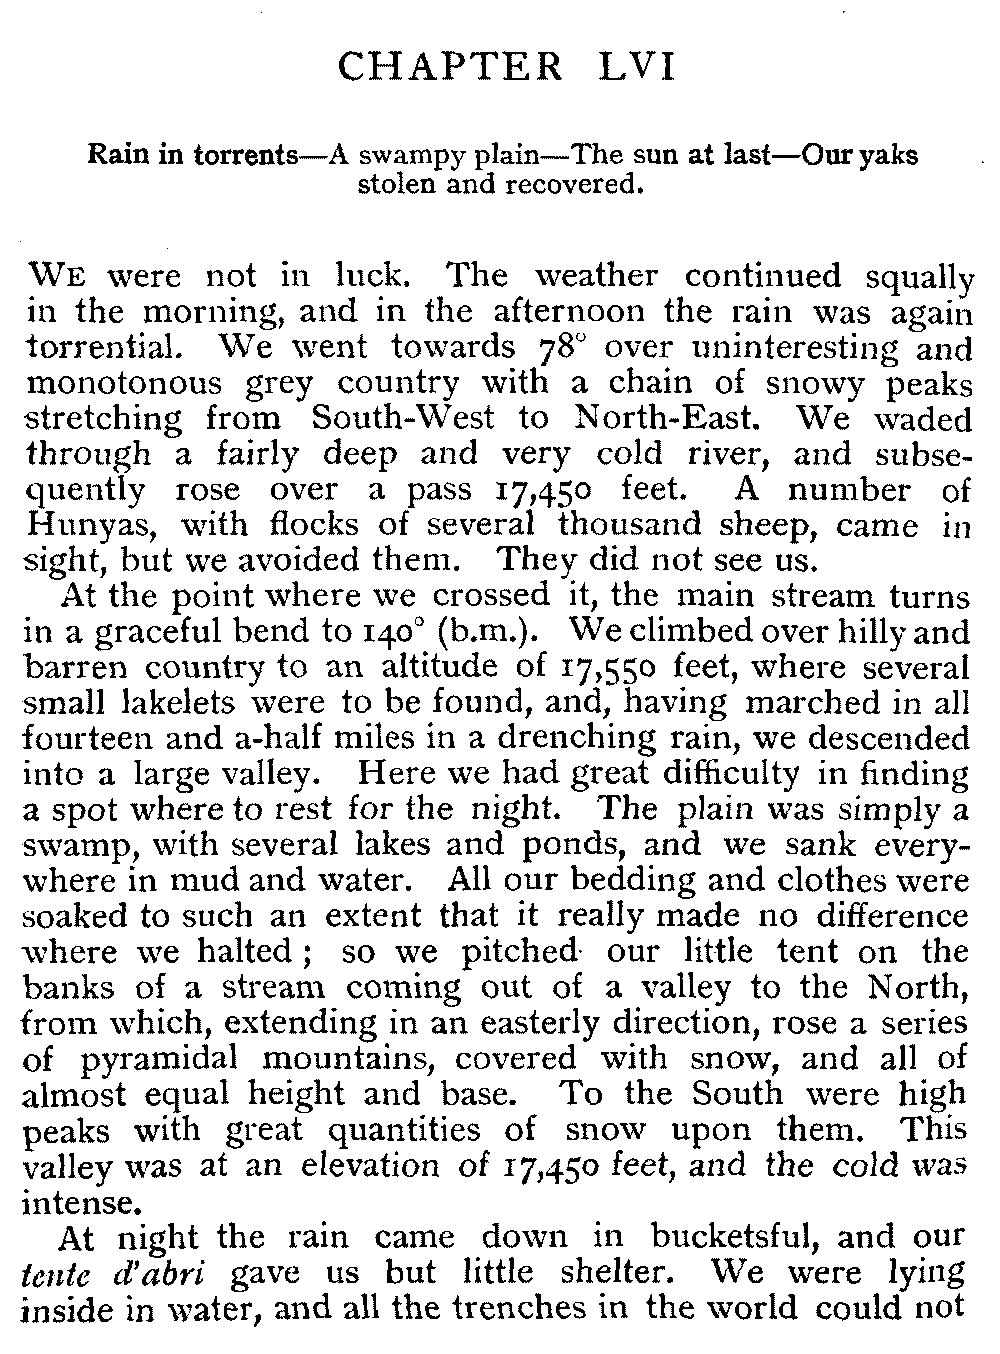 CHAPTER LVI
Rain in torrents—A swampy plain—The sun at last—Our yaks
stolen and recovered.
WE were not in luck. The weather continued squally
in the morning, and in the afternoon the rain was again
torrential. We went towards 78° over uninteresting and
monotonous grey country with a chain of snowy peaks
stretching from South-West to North-East. We waded
through a fairly deep and very cold river, and subse-
quently rose over a pass 17,450 feet. A number of
Hunyas, with flocks of several thousand sheep, came in
sight, but we avoided them. They did not see us.
At the point where we crossed it, the main stream turns
in a graceful bend to 140° (b.m.). We climbed over hilly and
barren country to an altitude of 17,550 feet, where several
small lakelets were to be found, and, having marched in all
fourteen and a-half miles in a drenching rain, we descended
into a large valley. Here we had great difficulty in finding
a spot where to rest for the night. The plain was simply a
swamp, with several lakes and ponds, and we sank every-
where in mud and water. All our bedding and clothes were
soaked to such an extent that it really made no difference
where we halted; so we pitched our little tent on the
banks of a stream coming out of a valley to the North,
from which, extending in an easterly direction, rose a series
of pyramidal mountains, covered with snow, and all of
almost equal height and base. To the South were high
peaks with great quantities of snow upon them. This
valley was at an elevation of 17,450 feet, and the cold was
intense.
At night the rain came down in bucketsful, and our
tente d'abri gave us but little shelter. We were lying
inside in water, and all the trenches in the world could not